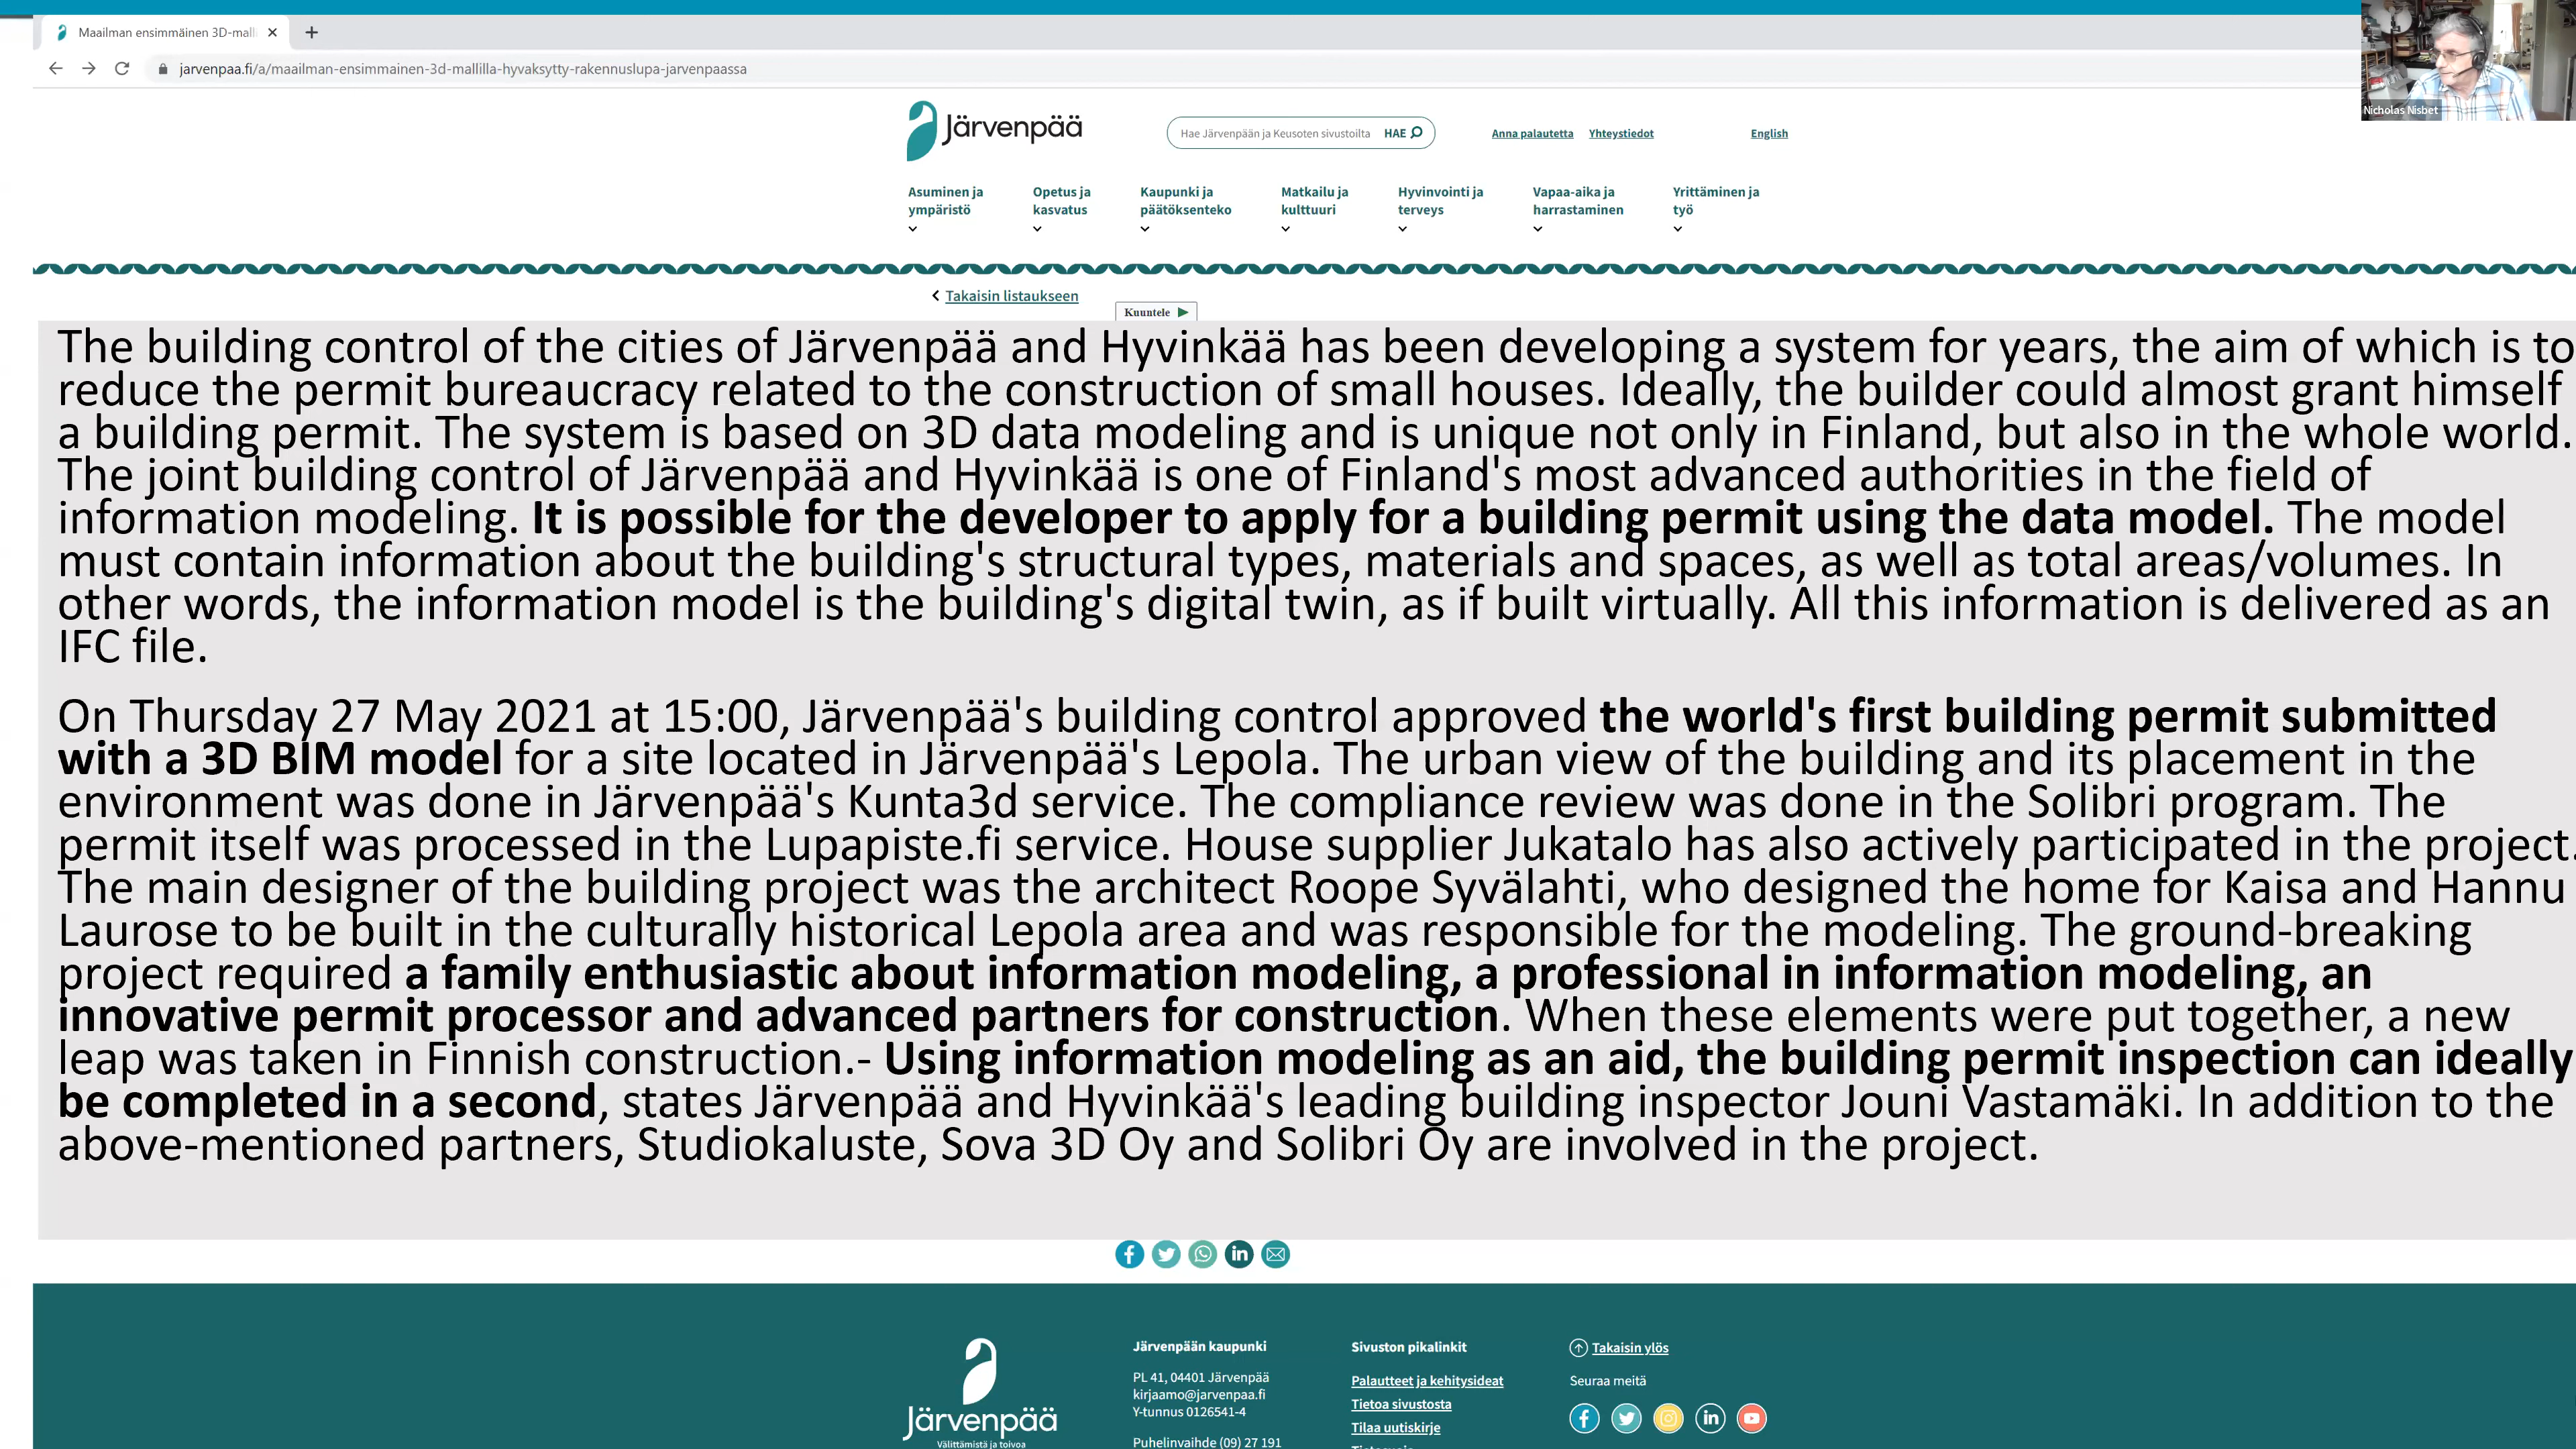 Maailman ensimmäinen 3D-malli
jarvenpaa.fi/a/maailman-ensimmainen-3d-mallilla-hyvaksytty-rakennuslupa-jarvenpaassa
Nicholas Nisbet
Järvenpää
Hae Järvenpään ja Keusoten sivustoilta HAE
Anna palautetta Yhteystiedot English
Asuminen ja ympäristö
Opetus ja kasvatus
Kaupunki ja päätöksenteko
Matkailu ja kulttuuri
Hyvinvointi ja terveys
Vapaa-aika ja harrastaminen
Yrittäminen ja työ
Takaisin listaukseen
Kuuntele
The building control of the cities of Järvenpää and Hyvinkää has been developing a system for years, the aim of which is to
reduce the permit bureaucracy related to the construction of small houses. Ideally, the builder could almost grant himself
a building permit. The system is based on 3D data modeling and is unique not only in Finland, but also in the whole world.
The joint building control of Järvenpää and Hyvinkää is one of Finland's most advanced authorities in the field of
information modeling. It is possible for the developer to apply for a building permit using the data model. The model
must contain information about the building's structural types, materials and spaces, as well as total areas/volumes. In
other words, the information model is the building's digital twin, as if built virtually. All this information is delivered as an
IFC file.
On Thursday 27 May 2021 at 15:00, Järvenpää's building control approved the world's first building permit submitted
with a 3D BIM model for a site located in Järvenpää's Lepola. The urban view of the building and its placement in the
environment was done in Järvenpää's Kunta3d service. The compliance review was done in the Solibri program. The
permit itself was processed in the Lupapiste.fi service. House supplier Jukatalo has also actively participated in the project.
The main designer of the building project was the architect Roope Syvälahti, who designed the home for Kaisa and Hannu
Laurose to be built in the culturally historical Lepola area and was responsible for the modeling. The ground-breaking
project required a family enthusiastic about information modeling, a professional in information modeling, an
innovative permit processor and advanced partners for construction. When these elements were put together, a new
leap was taken in Finnish construction.- Using information modeling as an aid, the building permit inspection can ideally
be completed in a second, states Järvenpää and Hyvinkää's leading building inspector Jouni Vastamäki. In addition to the
above-mentioned partners, Studiokaluste, Sova 3D Oy and Solibri Oy are involved in the project.
Järvenpää
Välittämistä ja toivoa
Järvenpään kaupunki
PL 41, 04401 Järvenpää
kirjaamo@jarvenpaa.fi
Y-tunnus 0126541-4
Puhelinvaihde (09) 27 191
Sivuston pikalinkit
Palautteet ja kehitysideat
Tietoa sivustosta
Tilaa uutiskirje
Takaisin ylös
Seuraa meitä